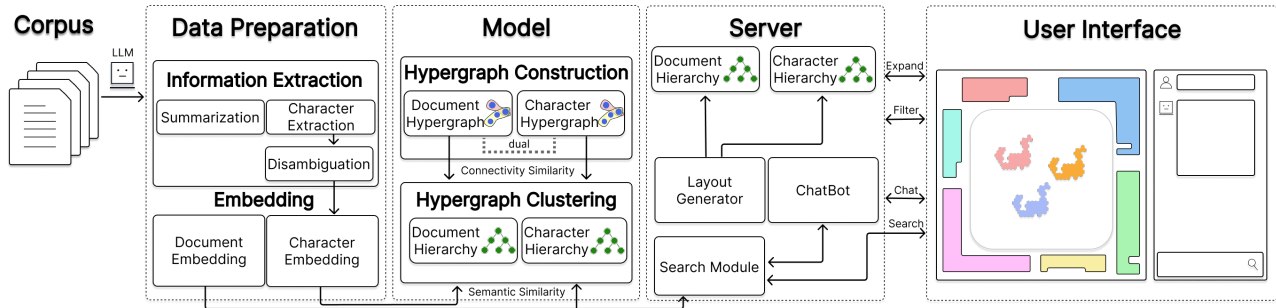 Corpus
LLM
Data Preparation
Information Extraction
Summarization
Character
Extraction
Disambiguation
Embedding
Document
Embedding
Character
Embedding
Model
Hypergraph Construction
Document
Hypergraph
Character
Hypergraph
dual
Connectivity Similarity
Hypergraph Clustering
Document
Hierarchy
Character
Hierarchy
Semantic Similarity
Server
Document
Hierarchy
Character
Hierarchy
Layout
Generator
ChatBot
Search Module
Expand
Filter
Chat
Search
User Interface